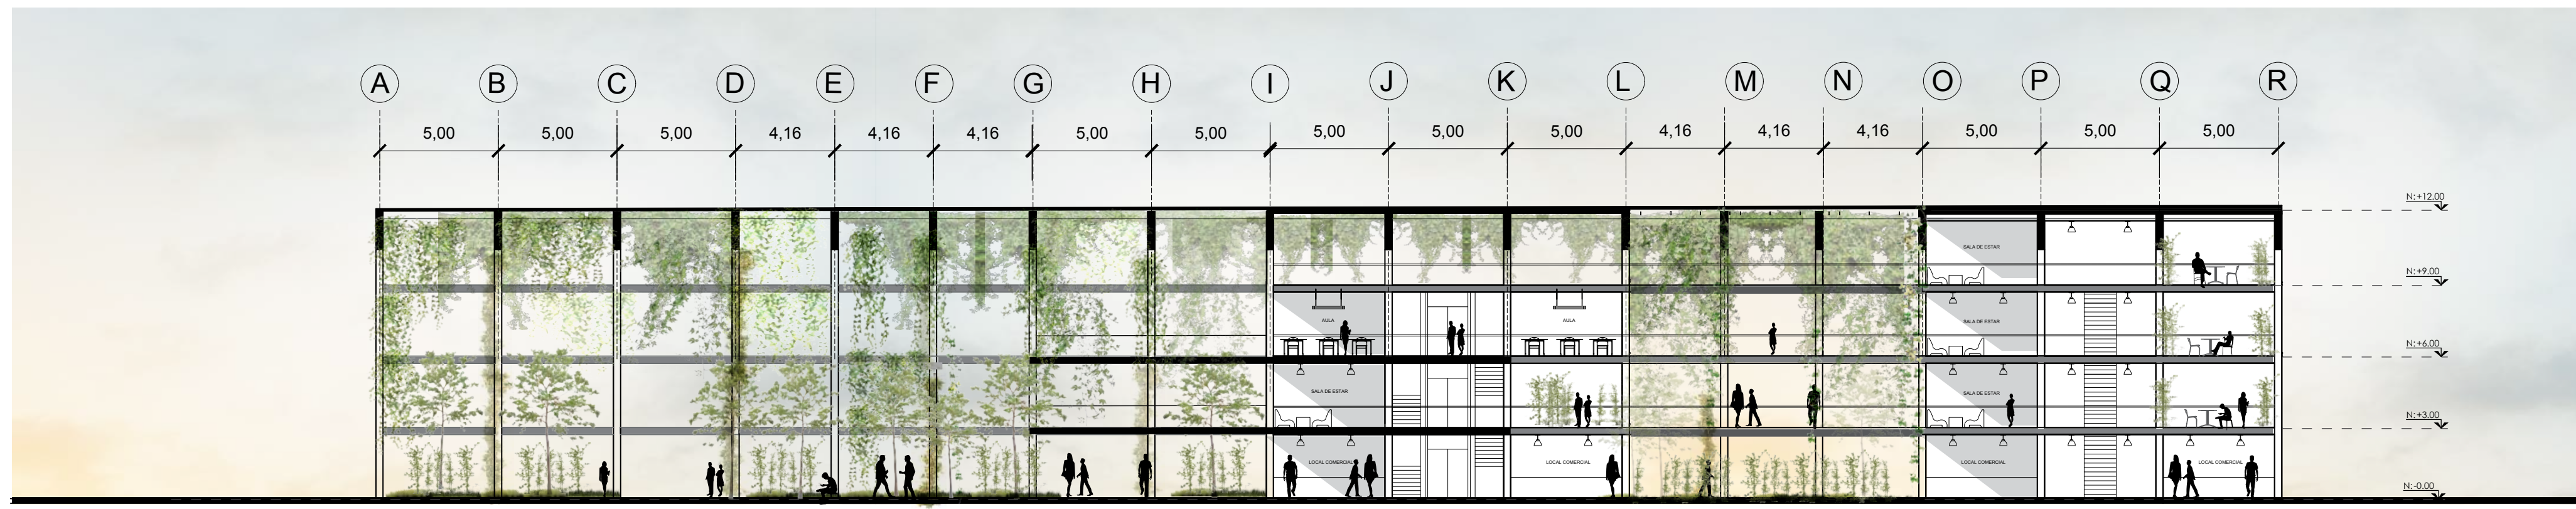 A B C D E F G H I J K L M N O P Q R
5,00 5,00 5,00 4,16 4,16 4,16 5,00 5,00 5,00 5,00 5,00 4,16 4,16 4,16 5,00 5,00 5,00
N:+12.00
SALA DE ESTAR
N:+9.00
AULA AULA SALA DE ESTAR
N:+6.00
SALA DE ESTAR SALA DE ESTAR
N:+3.00
LOCAL COMERCIAL LOCAL COMERCIAL LOCAL COMERCIAL LOCAL COMERCIAL
N:-0.00